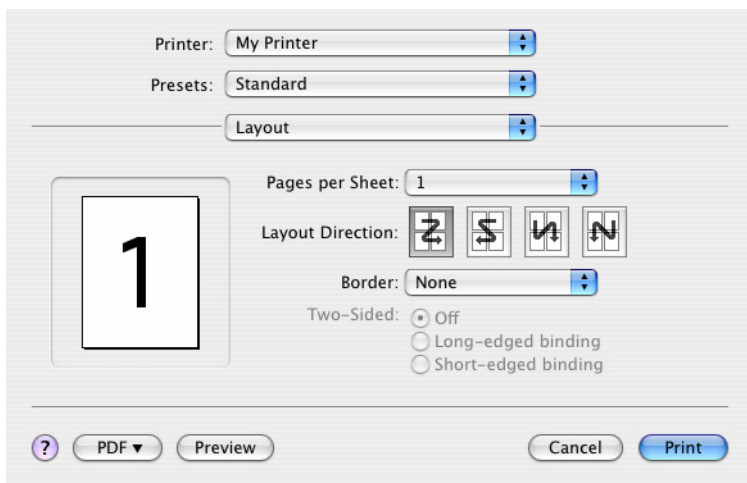 Printer: My Printer
Presets: Standard
Layout
Pages per Sheet: 1
1
Layout Direction:
Border: None
Two-Sided: Off
Long-edged binding
Short-edged binding
? PDF▼ Preview Cancel Print